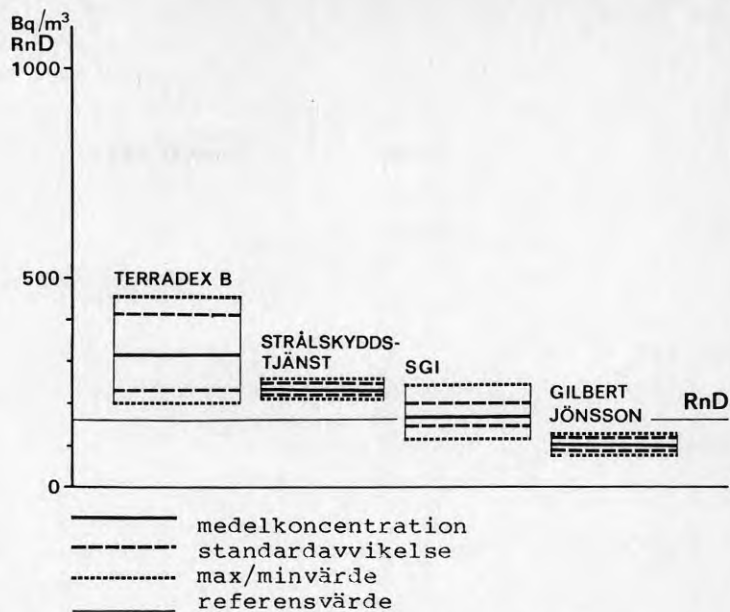 Bq/m³
RnD
1000
500
TERRADEX B
STRÅLSKYDDS-
TJÄNST
SGI
GILBERT
JÖNSSON
RnD
0
medelkoncentration
standardavvikelse
max/minvärde
referensvärde